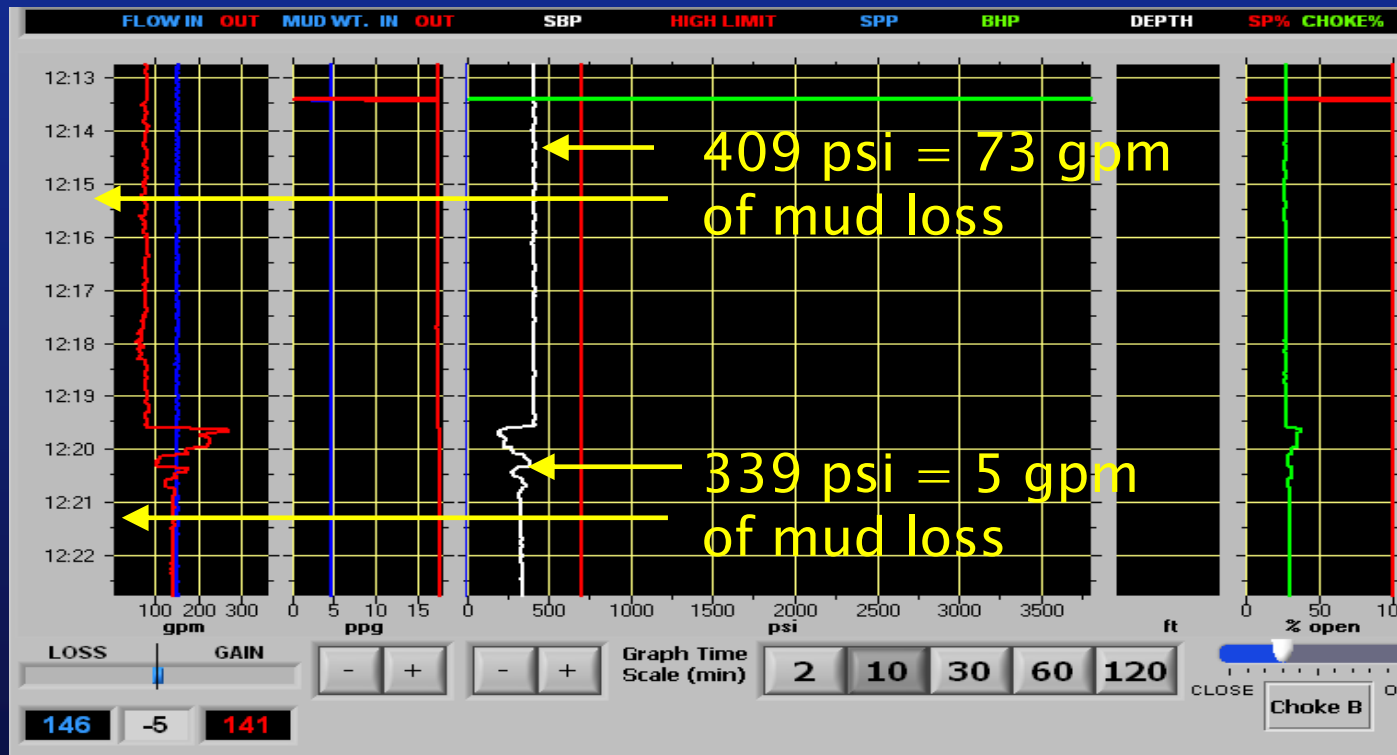 FLOW IN OUT MUD WT. IN OUT SBP HIGH LIMIT SPP BHP DEPTH SP% CHOKE%
12:13
12:14
409 psi = 73 gpm
12:15
of mud loss
12:16
12:17
12:18
12:19
12:20
339 psi = 5 gpm
12:21
of mud loss
12:22
100 200 300 0 5 10 15 0 500 1000 1500 2000 2500 3000 3500 0 50
gpm ppg psi ft % open
LOSS GAIN - + - + Graph Time
Scale (min) 2 10 30 60 120
CLOSE
Choke B
146 -5 141